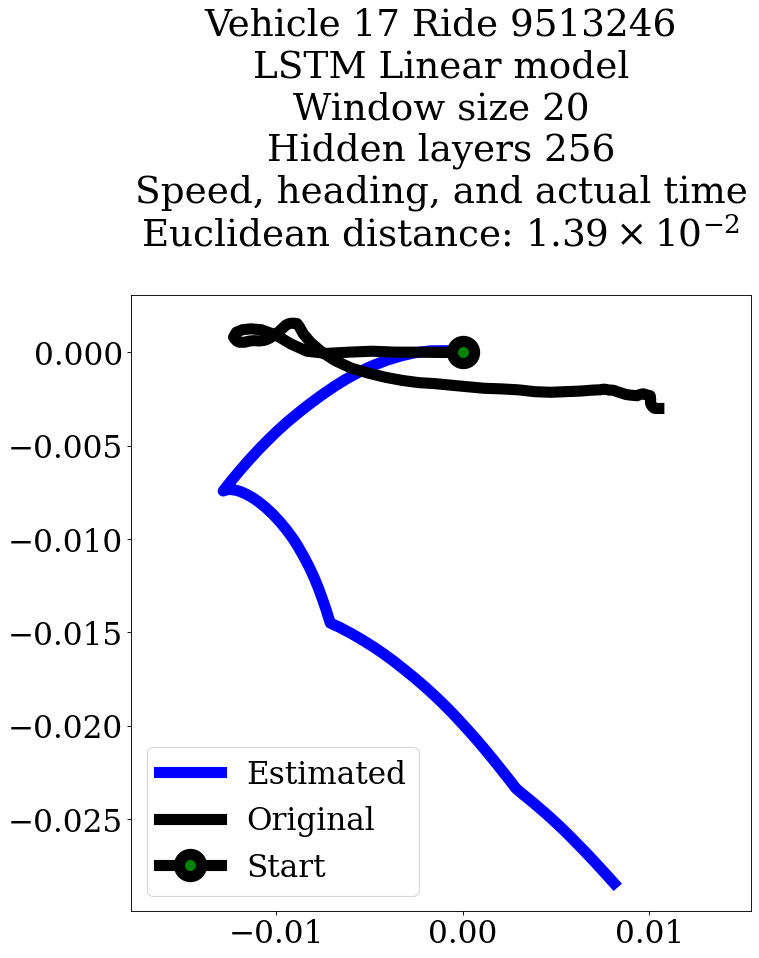 Vehicle 17 Ride 9513246
LSTM Linear model
Window size 20
Hidden layers 256
Speed, heading, and actual time
Euclidean distance: 1.39 × 10⁻²
0.000
−0.005
−0.010
−0.015
−0.020
−0.025
Estimated
Original
Start
−0.01 0.00 0.01